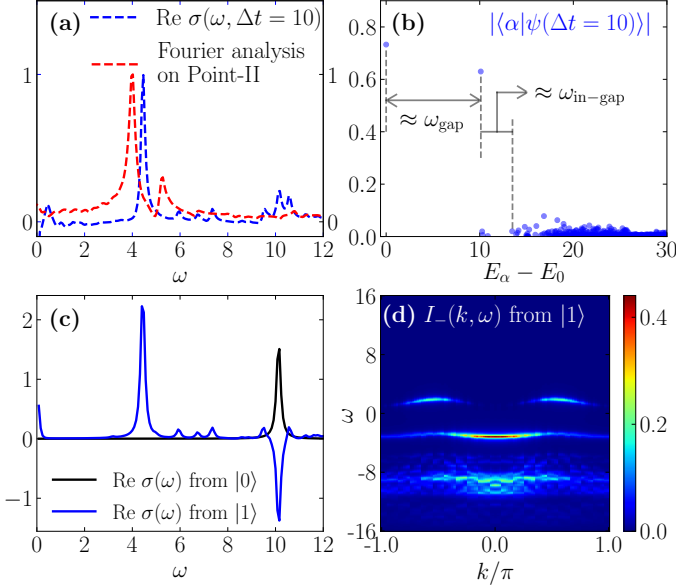 (a)
Re σ(ω, Δt = 10)
Fourier analysis
on Point-II
1
0
1
0
0 2 4 6 8 10 12
ω
(b)
|⟨α|ψ(Δt = 10)⟩|
≈ ω_gap
≈ ω_in−gap
0.8
0.6
0.4
0.2
0.0
0 10 20 30
E_α − E_0
(c)
2
1
0
−1
Re σ(ω) from |0⟩
Re σ(ω) from |1⟩
0 2 4 6 8 10 12
ω
(d) I_−(k, ω) from |1⟩
16
8
0
-8
-16
ω
-1.0 0.0 1.0
k/π
0.4
0.2
0.0